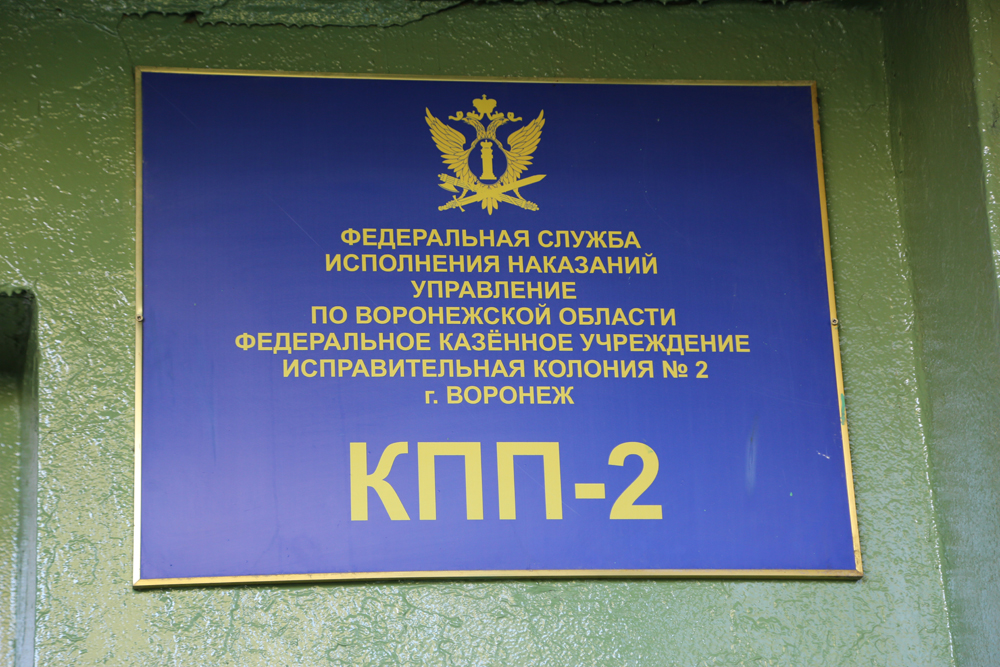 ФЕДЕРАЛЬНАЯ СЛУЖБА
ИСПОЛНЕНИЯ НАКАЗАНИЙ
УПРАВЛЕНИЕ
ПО ВОРОНЕЖСКОЙ ОБЛАСТИ
ФЕДЕРАЛЬНОЕ КАЗЁННОЕ УЧРЕЖДЕНИЕ
ИСПРАВИТЕЛЬНАЯ КОЛОНИЯ № 2
г. ВОРОНЕЖ
КПП-2